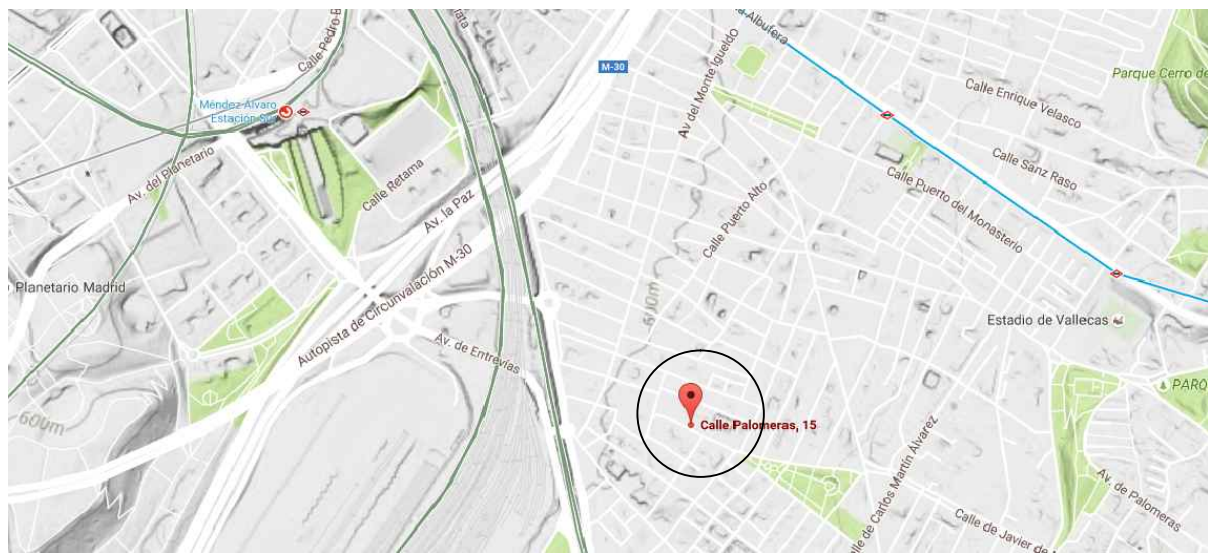 la Albufera
Calle Pedro B
M-30
Av del Monte Igueldo
Calle Enrique Velasco
Parque Cerro de
Méndez Álvaro
Estación Sur
Av. del Planetario
Calle Retama
Av. la Paz
Calle Sanz Raso
Calle Puerto del Monasterio
Calle Puerto Alto
Planetario Madrid
Autopista de Circunvalación M-30
600m
Estadio de Vallecas
Av. de Entrevías
PARQ
600m
Calle Palomeras, 15
Calle de Carlos Martín Álvarez
Av. de Palomeras
Calle de Javier de M